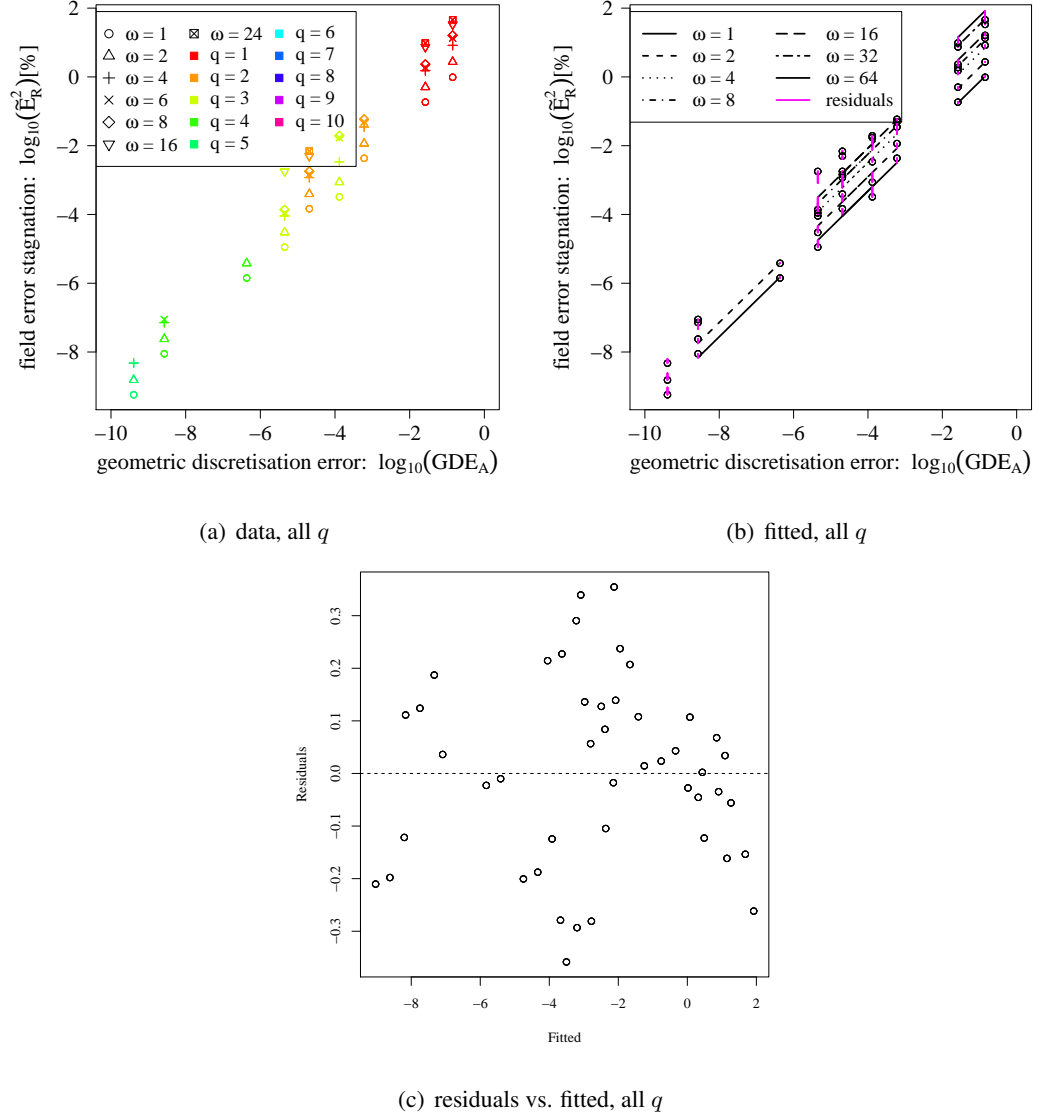 ω = 1
ω = 2
ω = 4
ω = 6
ω = 8
ω = 16
ω = 24
q = 1
q = 2
q = 3
q = 4
q = 5
q = 6
q = 7
q = 8
q = 9
q = 10
2
0
−2
−4
−6
−8
field error stagnation: log₁₀(Ẽ²_R)[%]
−10 −8 −6 −4 −2 0
geometric discretisation error: log₁₀(GDE_A)
(a) data, all q
ω = 1
ω = 2
ω = 4
ω = 8
ω = 16
ω = 32
ω = 64
residuals
2
0
−2
−4
−6
−8
field error stagnation: log₁₀(Ẽ²_R)[%]
−10 −8 −6 −4 −2 0
geometric discretisation error: log₁₀(GDE_A)
(b) fitted, all q
0.3
0.2
0.1
0.0
−0.1
−0.2
−0.3
Residuals
−8 −6 −4 −2 0 2
Fitted
(c) residuals vs. fitted, all q